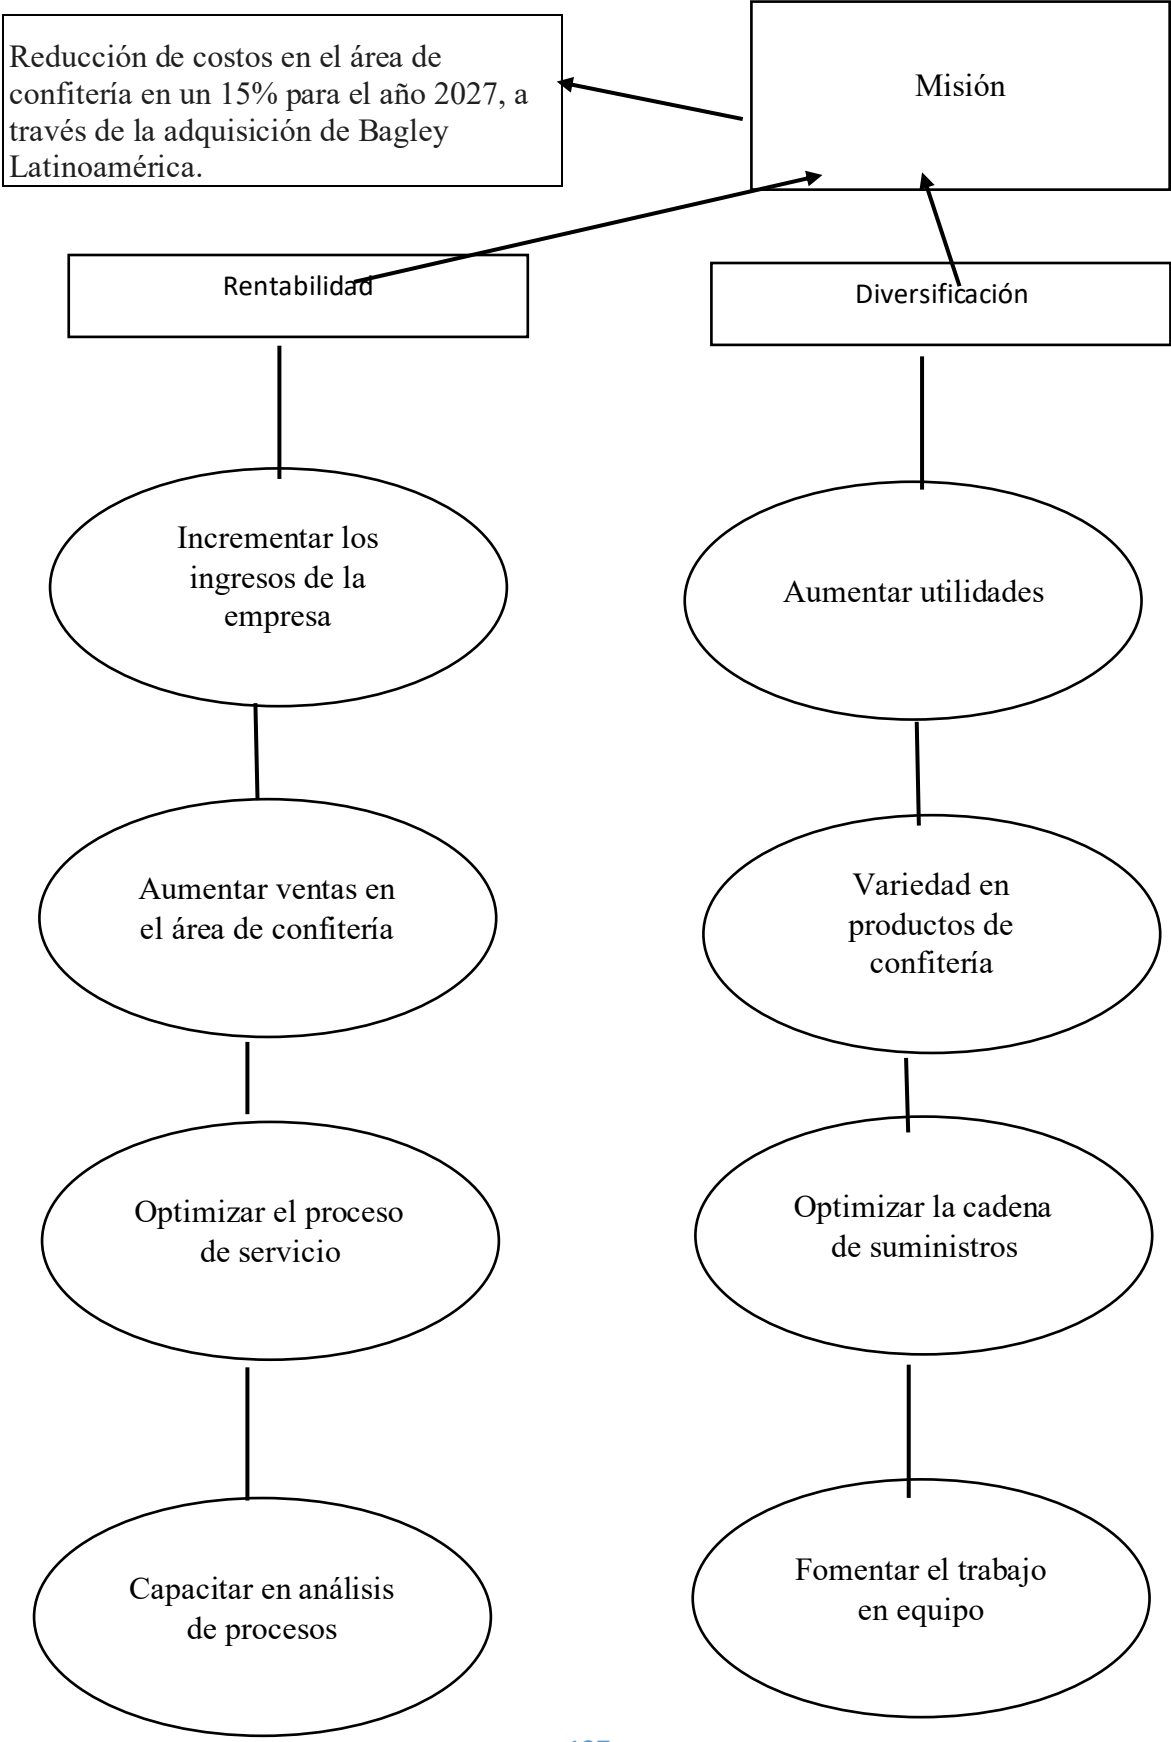 Reducción de costos en el área de
confitería en un 15% para el año 2027, a
través de la adquisición de Bagley
Latinoamérica.
Misión
Rentabilidad
Diversificación
Incrementar los
ingresos de la
empresa
Aumentar utilidades
Aumentar ventas en
el área de confitería
Variedad en
productos de
confitería
Optimizar el proceso
de servicio
Optimizar la cadena
de suministros
Capacitar en análisis
de procesos
Fomentar el trabajo
en equipo